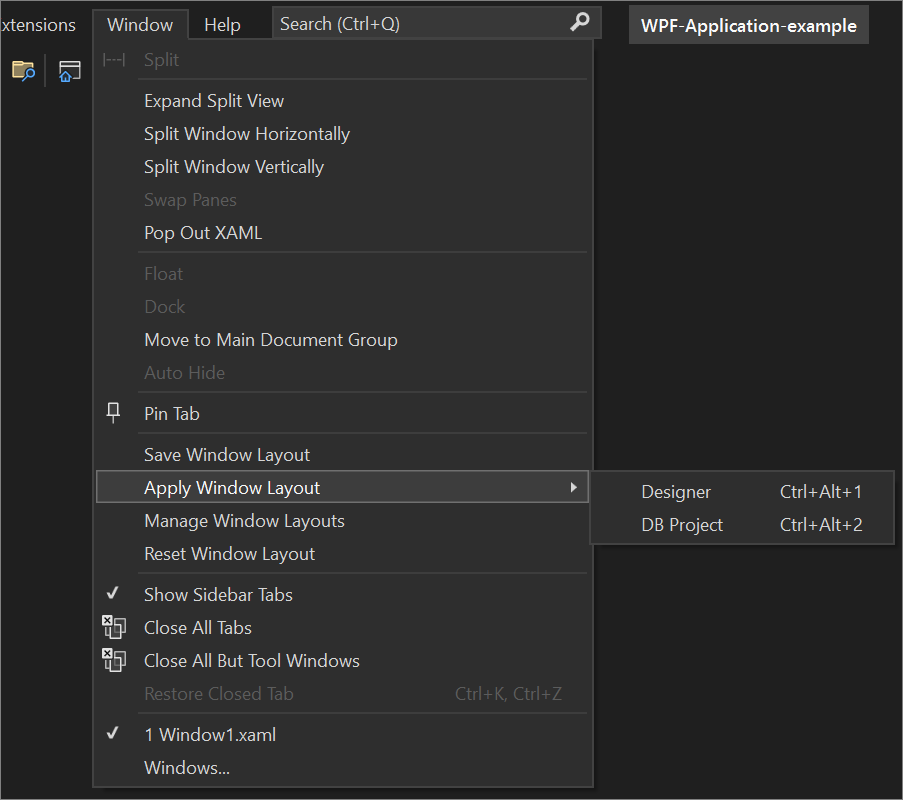 xtensions Window Help Search (Ctrl+Q) WPF-Application-example
Split
Expand Split View
Split Window Horizontally
Split Window Vertically
Swap Panes
Pop Out XAML
Float
Dock
Move to Main Document Group
Auto Hide
Pin Tab
Save Window Layout
Apply Window Layout
Designer Ctrl+Alt+1
DB Project Ctrl+Alt+2
Manage Window Layouts
Reset Window Layout
Show Sidebar Tabs
Close All Tabs
Close All But Tool Windows
Restore Closed Tab Ctrl+K, Ctrl+Z
1 Window1.xaml
Windows...